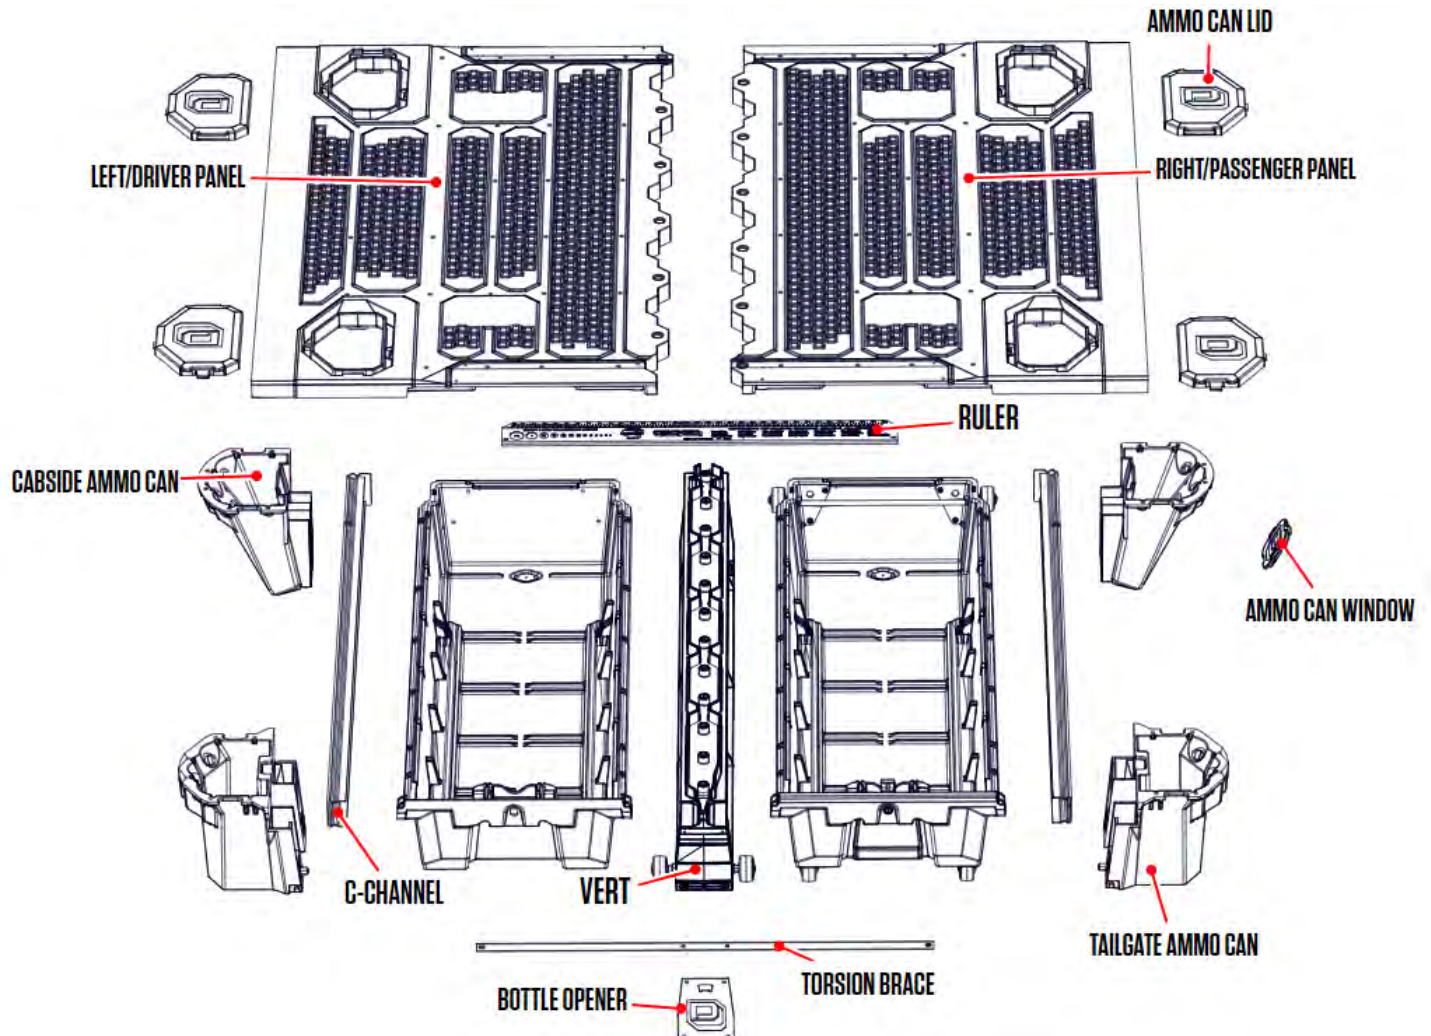 AMMO CAN LID
LEFT/DRIVER PANEL
RIGHT/PASSENGER PANEL
RULER
CABSIDE AMMO CAN
AMMO CAN WINDOW
C-CHANNEL
VERT
TAILGATE AMMO CAN
TORSION BRACE
BOTTLE OPENER